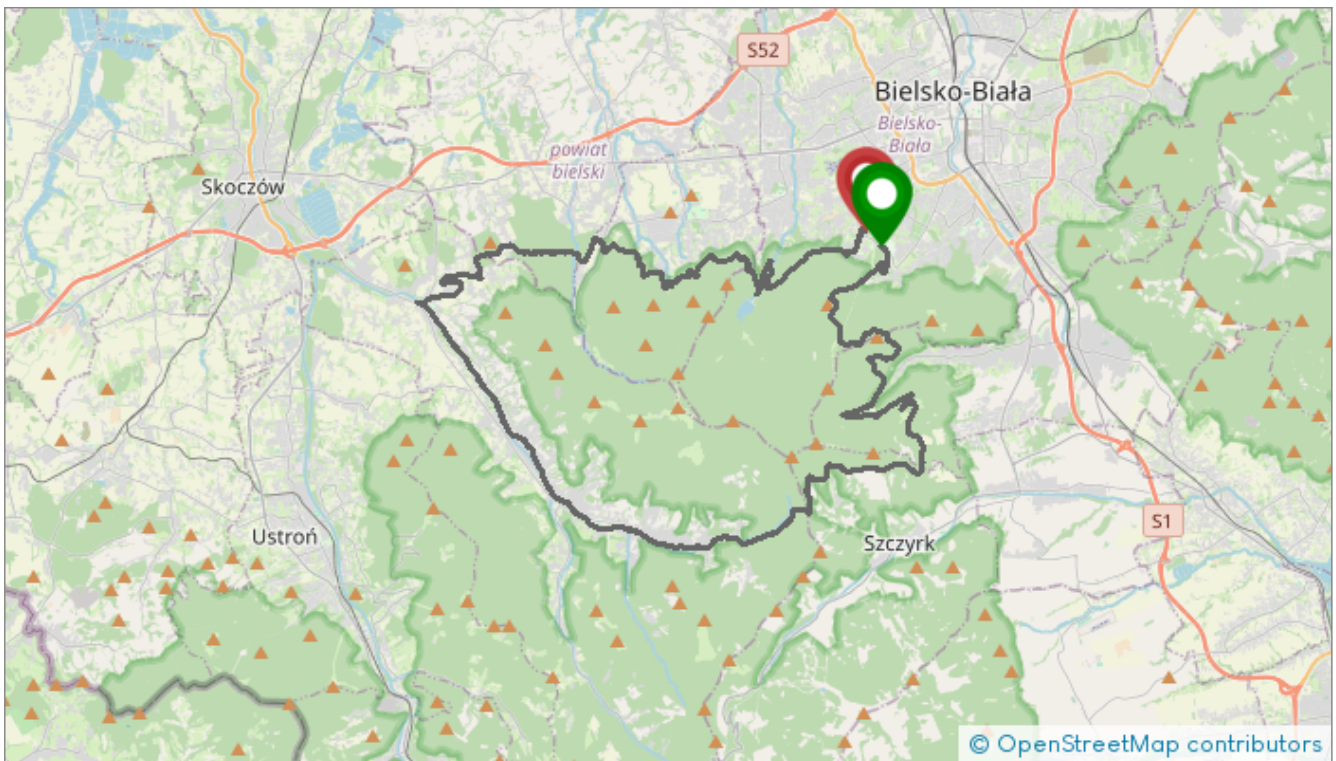 S52
Bielsko-Biała
Bielsko-
Biała
powiat
bielski
Skoczów
Ustroń
Szczyrk
S1
© OpenStreetMap contributors